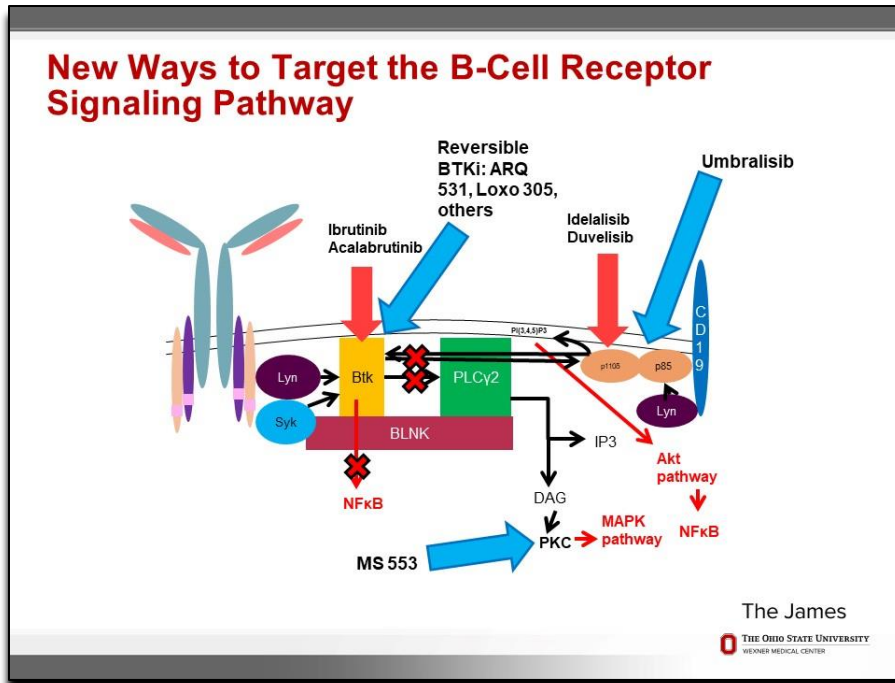 New Ways to Target the B-Cell Receptor
Signaling Pathway
Reversible
BTKi: ARQ
531, Loxo 305,
others
Umbralisib
Ibrutinib
Acalabrutinib
Idelalisib
Duvelisib
PI(3,4,5)P3
CD19
Lyn
Btk
PLCγ2
p110δ
p85
Lyn
Syk
BLNK
IP3
Akt
pathway
NFκB
DAG
MAPK
pathway
NFκB
PKC
MS 553
The James
THE OHIO STATE UNIVERSITY
WEXNER MEDICAL CENTER